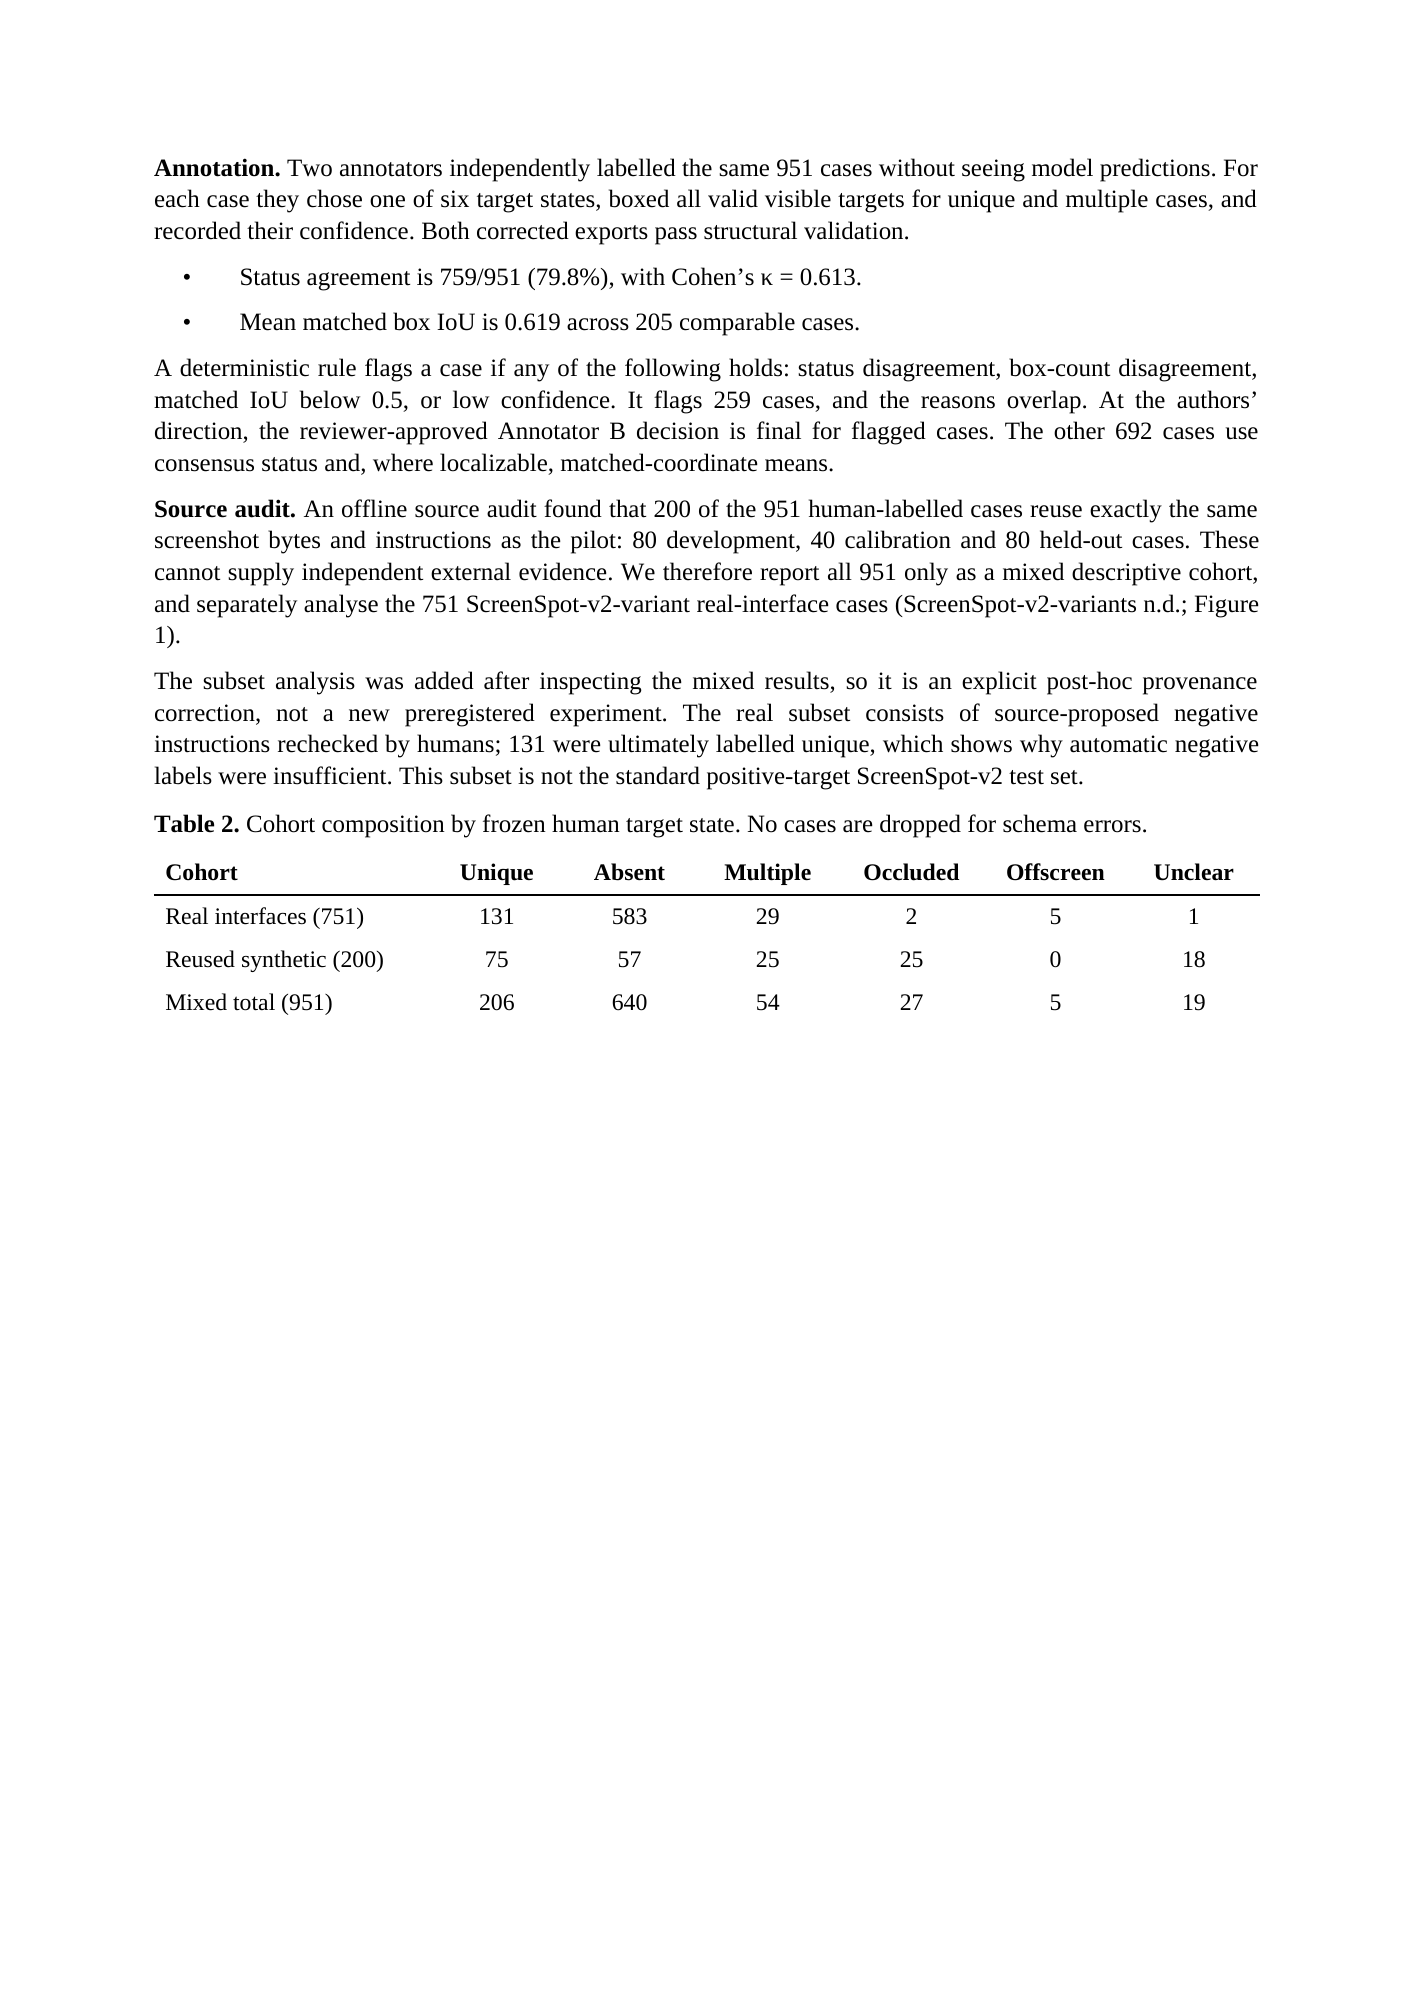 Annotation. Two annotators independently labelled the same 951 cases without seeing model predictions. For
each case they chose one of six target states, boxed all valid visible targets for unique and multiple cases, and
recorded their confidence. Both corrected exports pass structural validation.
• Status agreement is 759/951 (79.8%), with Cohen’s κ = 0.613.
• Mean matched box IoU is 0.619 across 205 comparable cases.
A deterministic rule flags a case if any of the following holds: status disagreement, box-count disagreement,
matched IoU below 0.5, or low confidence. It flags 259 cases, and the reasons overlap. At the authors’
direction, the reviewer-approved Annotator B decision is final for flagged cases. The other 692 cases use
consensus status and, where localizable, matched-coordinate means.
Source audit. An offline source audit found that 200 of the 951 human-labelled cases reuse exactly the same
screenshot bytes and instructions as the pilot: 80 development, 40 calibration and 80 held-out cases. These
cannot supply independent external evidence. We therefore report all 951 only as a mixed descriptive cohort,
and separately analyse the 751 ScreenSpot-v2-variant real-interface cases (ScreenSpot-v2-variants n.d.; Figure
1).
The subset analysis was added after inspecting the mixed results, so it is an explicit post-hoc provenance
correction, not a new preregistered experiment. The real subset consists of source-proposed negative
instructions rechecked by humans; 131 were ultimately labelled unique, which shows why automatic negative
labels were insufficient. This subset is not the standard positive-target ScreenSpot-v2 test set.
Table 2. Cohort composition by frozen human target state. No cases are dropped for schema errors.
Cohort Unique Absent Multiple Occluded Offscreen Unclear
Real interfaces (751) 131 583 29 2 5 1
Reused synthetic (200) 75 57 25 25 0 18
Mixed total (951) 206 640 54 27 5 19